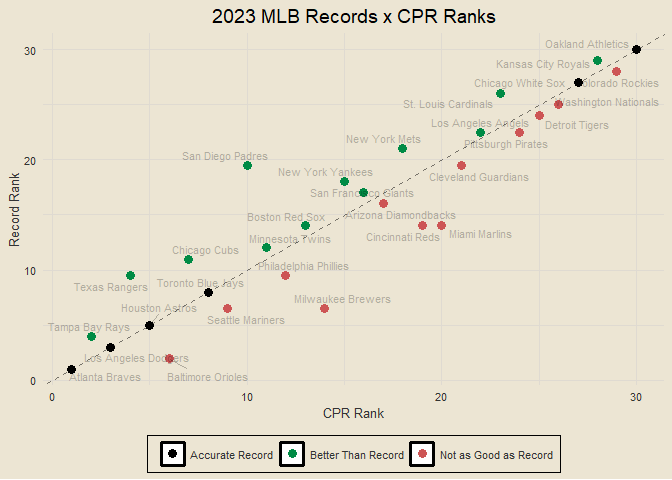 2023 MLB Records x CPR Ranks
Oakland Athletics
Kansas City Royals
Chicago White Sox
Colorado Rockies
St. Louis Cardinals
Washington Nationals
Los Angeles Angels
Detroit Tigers
New York Mets
Pittsburgh Pirates
San Diego Padres
New York Yankees
Cleveland Guardians
San Francisco Giants
Boston Red Sox
Arizona Diamondbacks
Minnesota Twins
Cincinnati Reds
Miami Marlins
Chicago Cubs
Philadelphia Phillies
Texas Rangers
Toronto Blue Jays
Milwaukee Brewers
Houston Astros
Seattle Mariners
Tampa Bay Rays
Los Angeles Dodgers
Atlanta Braves
Baltimore Orioles
30
20
10
0
Record Rank
0 10 20 30
CPR Rank
Accurate Record Better Than Record Not as Good as Record